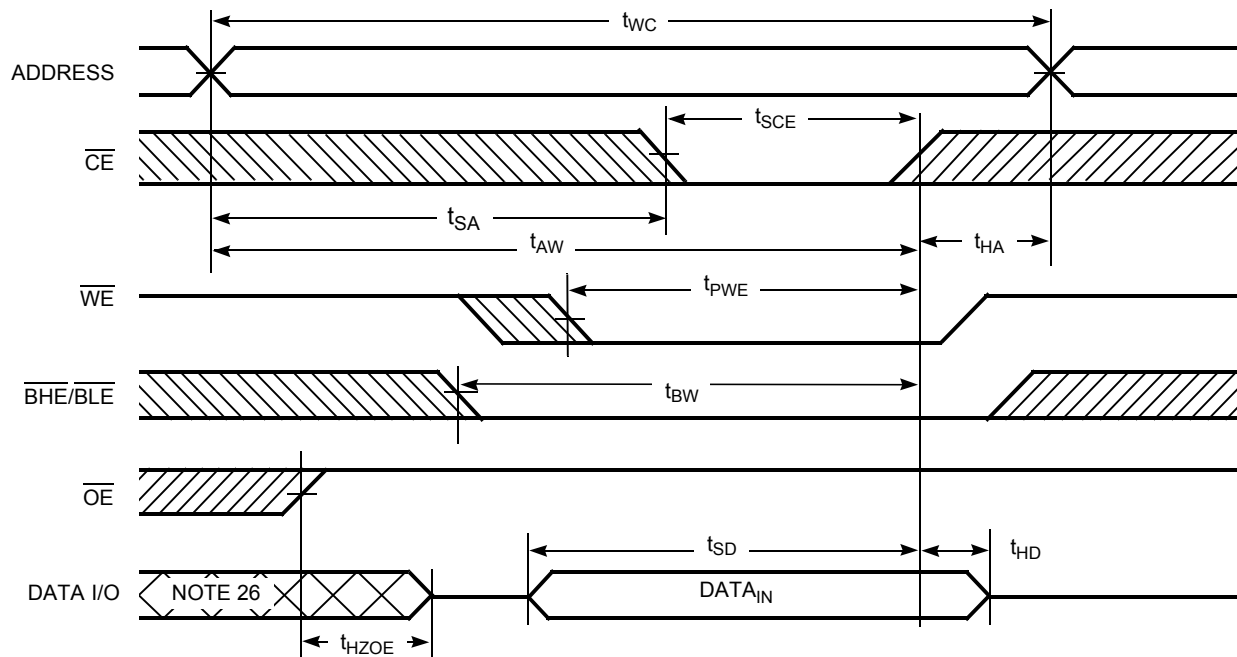 tWC
ADDRESS
tSCE
CE
tSA
tAW
tHA
WE
tPWE
BHE/BLE
tBW
OE
tSD
tHD
DATA I/O
NOTE 26
DATAIN
tHZOE